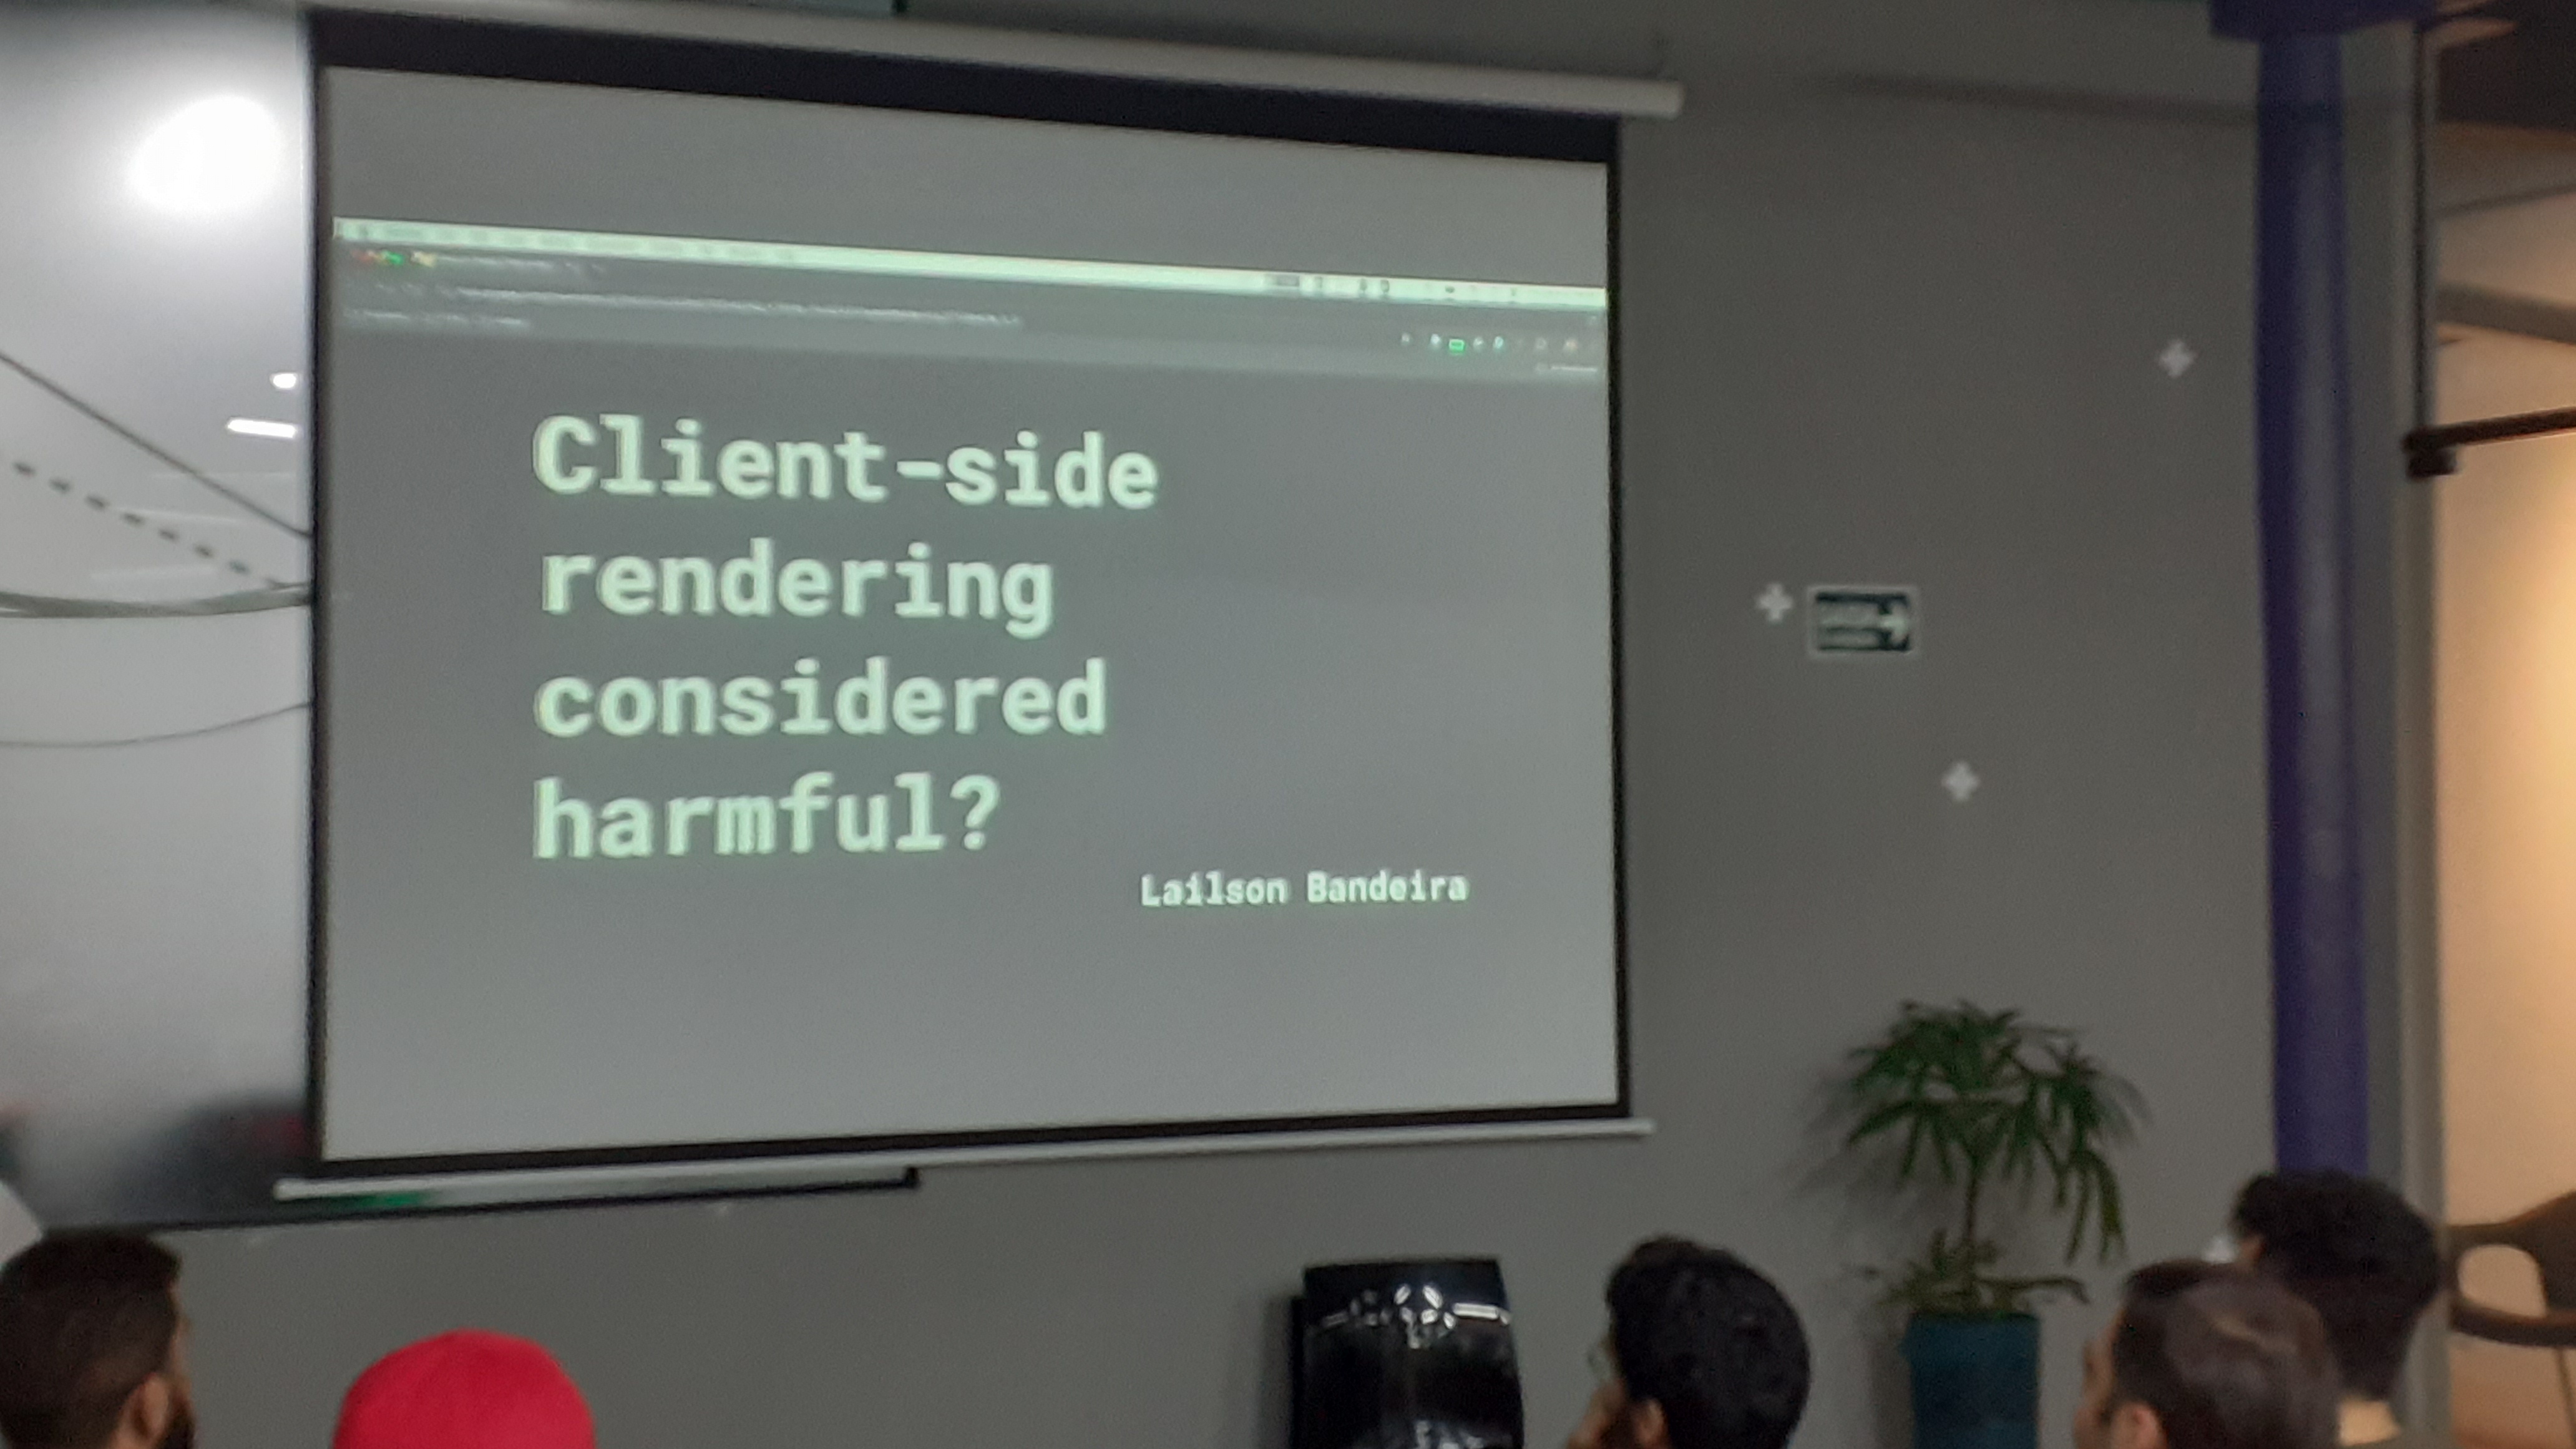 Client-side
rendering
considered
harmful?
Lailson Bandeira